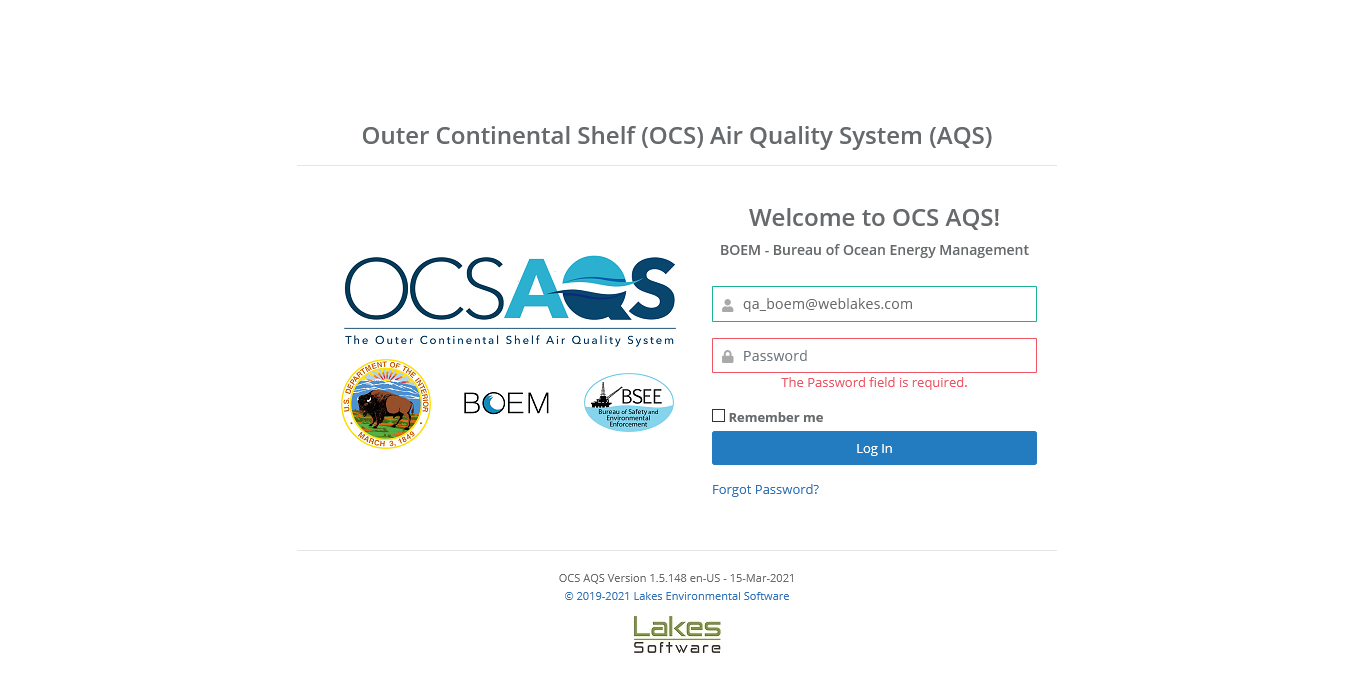 Outer Continental Shelf (OCS) Air Quality System (AQS)
OCSAQS
The Outer Continental Shelf Air Quality System
U.S. DEPARTMENT OF THE INTERIOR
MARCH 3, 1849
BOEM
BSEE
Bureau of Safety and
Environmental
Enforcement
Welcome to OCS AQS!
BOEM - Bureau of Ocean Energy Management
qa_boem@weblakes.com
Password
The Password field is required.
Remember me
Log In
Forgot Password?
OCS AQS Version 1.5.148 en-US - 15-Mar-2021
© 2019-2021 Lakes Environmental Software
Lakes
Software